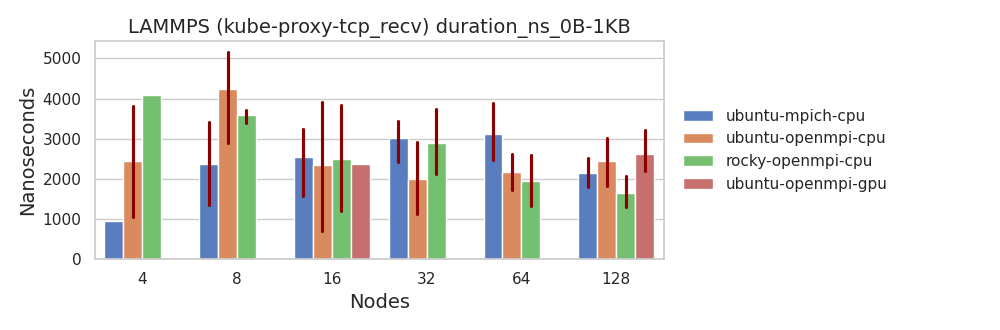 LAMMPS (kube-proxy-tcp_recv) duration_ns_0B-1KB
Nanoseconds
5000
4000
3000
2000
1000
0
4 8 16 32 64 128
Nodes
ubuntu-mpich-cpu
ubuntu-openmpi-cpu
rocky-openmpi-cpu
ubuntu-openmpi-gpu